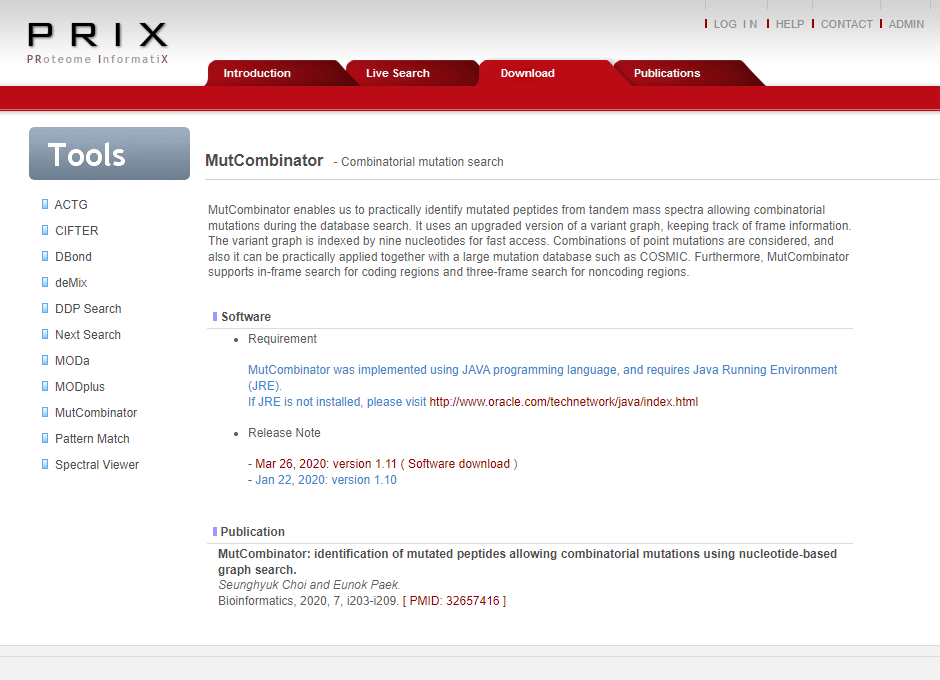 PRIX
PRoteome InformatiX
LOG IN
HELP
CONTACT
ADMIN
Introduction
Live Search
Download
Publications
Tools
ACTG
CIFTER
DBond
deMix
DDP Search
Next Search
MODa
MODplus
MutCombinator
Pattern Match
Spectral Viewer
MutCombinator - Combinatorial mutation search
MutCombinator enables us to practically identify mutated peptides from tandem mass spectra allowing combinatorial
mutations during the database search. It uses an upgraded version of a variant graph, keeping track of frame information.
The variant graph is indexed by nine nucleotides for fast access. Combinations of point mutations are considered, and
also it can be practically applied together with a large mutation database such as COSMIC. Furthermore, MutCombinator
supports in-frame search for coding regions and three-frame search for noncoding regions.
Software
• Requirement
MutCombinator was implemented using JAVA programming language, and requires Java Running Environment
(JRE).
If JRE is not installed, please visit http://www.oracle.com/technetwork/java/index.html
• Release Note
- Mar 26, 2020: version 1.11 ( Software download )
- Jan 22, 2020: version 1.10
Publication
MutCombinator: identification of mutated peptides allowing combinatorial mutations using nucleotide-based
graph search.
Seunghyuk Choi and Eunok Paek.
Bioinformatics, 2020, 7, i203-i209. [ PMID: 32657416 ]